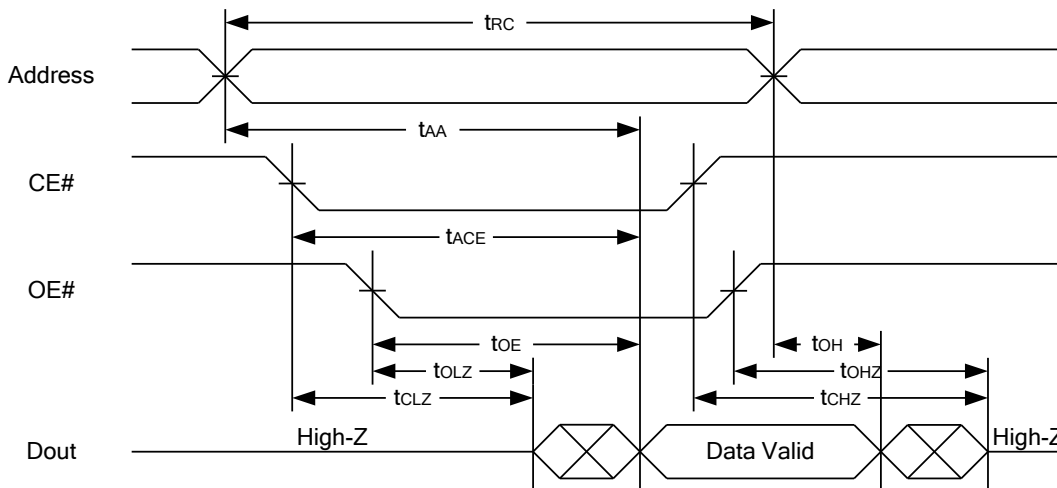 tRC
Address
tAA
CE#
tACE
OE#
tOE
tOH
tOLZ
tOHZ
tCLZ
tCHZ
Dout
High-Z
Data Valid
High-Z